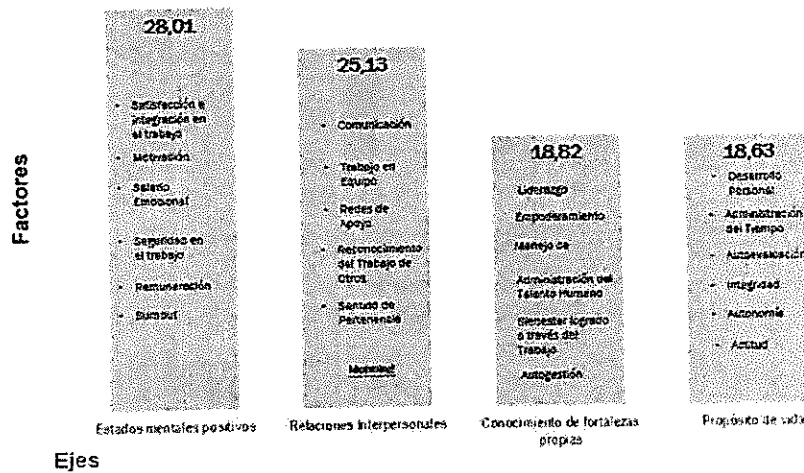 28,01
• Satisfacción e
integración en
el trabajo
• Motivación
• Salario
Emocional
• Seguridad en
el trabajo
• Remuneración
• Burnout
Estados mentales positivos
25,13
• Comunicación
• Trabajo en
Equipo
• Redes de
Apoyo
• Reconocimiento
del Trabajo de
Otros
• Sentido de
Pertenencia
Relaciones Interpersonales
18,82
Liderazgo
Empoderamiento
Manejo de
Administración del
Talento Humano
Bienestar logrado
a través del
Trabajo
Autogestión
Conocimiento de fortalezas
propias
18,63
• Desarrollo
Personal
• Administración
del Tiempo
• Autoevaluación
• Integridad
• Autonomía
• Actitud
Propósito de vida
Factores
Ejes